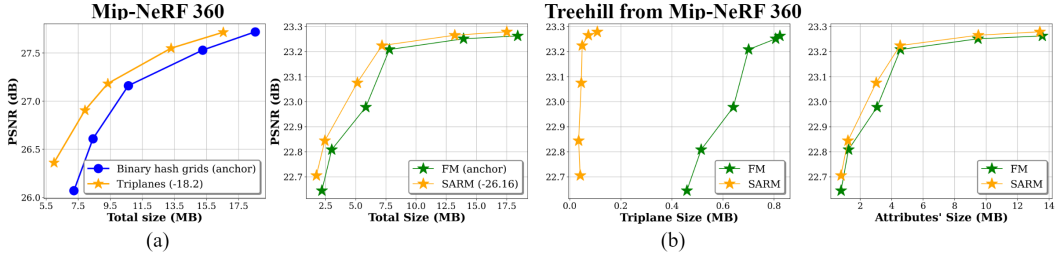 Mip-NeRF 360
Treehill from Mip-NeRF 360
PSNR (dB)
27.5
27.0
26.5
26.0
5.5 7.5 9.5 11.5 13.5 15.5 17.5
Total size (MB)
Binary hash grids (anchor)
Triplanes (-18.2)
PSNR (dB)
23.3
23.2
23.1
23.0
22.9
22.8
22.7
2.5 5.0 7.5 10.0 12.5 15.0 17.5
Total Size (MB)
FM (anchor)
SARM (-26.16)
23.3
23.2
23.1
23.0
22.9
22.8
22.7
0.0 0.2 0.4 0.6 0.8 1.0
Triplane Size (MB)
FM
SARM
23.3
23.2
23.1
23.0
22.9
22.8
22.7
0 2 4 6 8 10 12 14
Attributes' Size (MB)
FM
SARM
(a)
(b)